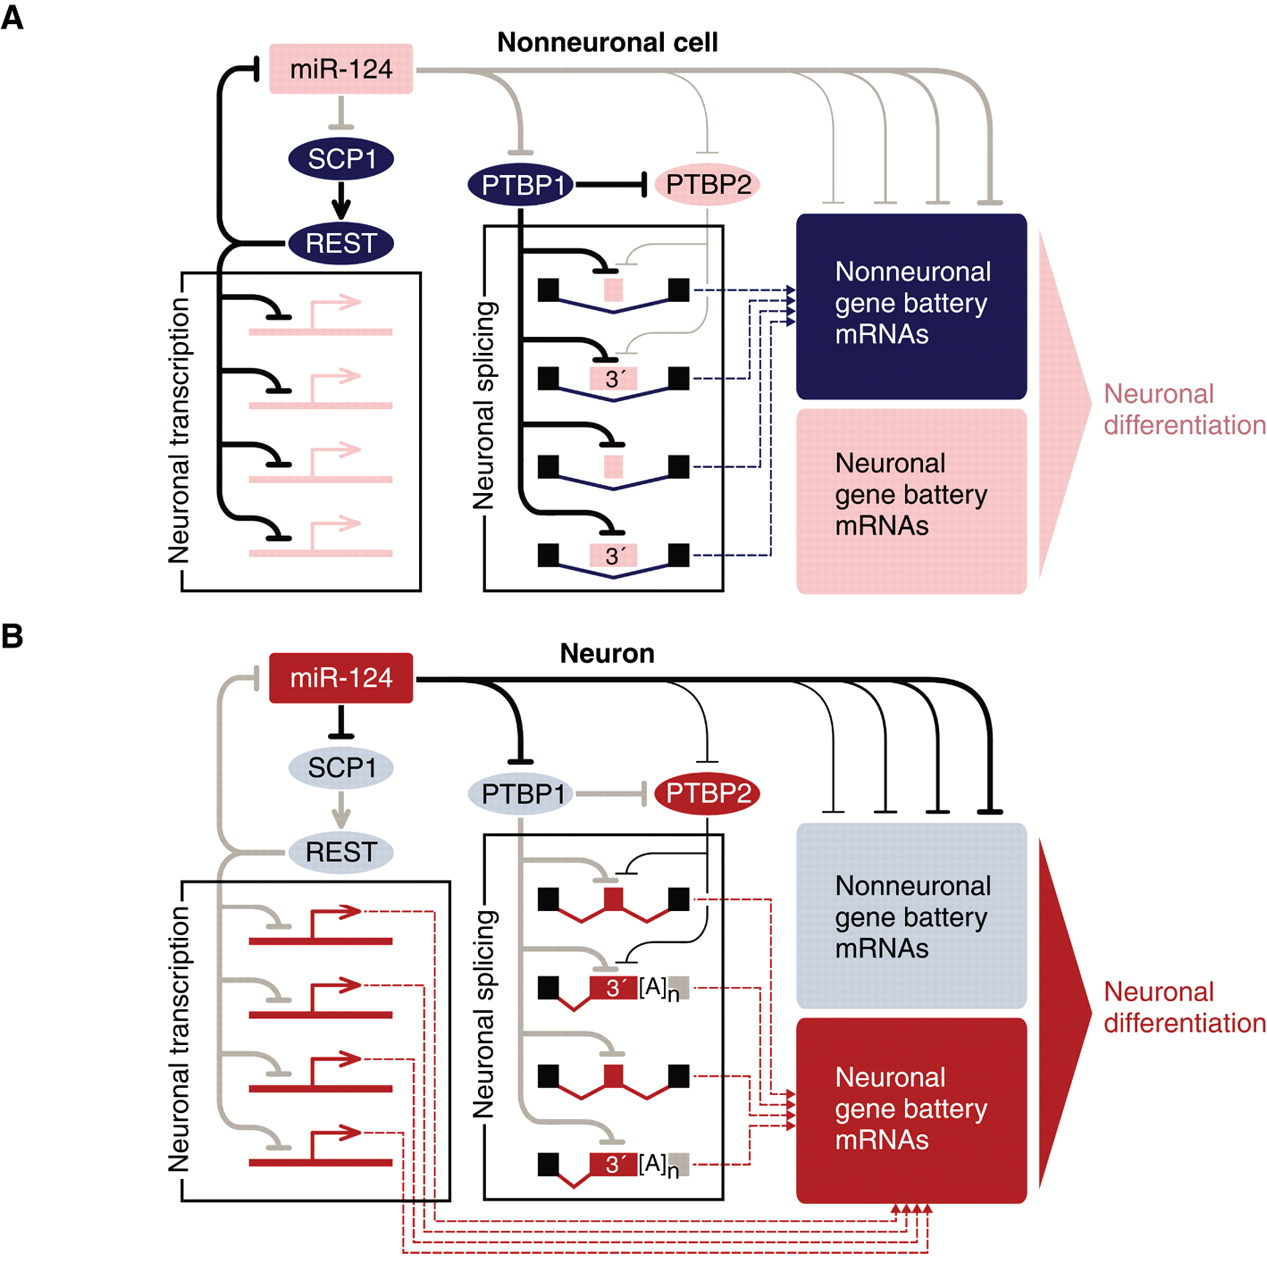 A
Nonneuronal cell
miR-124
SCP1
PTBP1
PTBP2
REST
Neuronal transcription
Neuronal splicing
3´
3´
Nonneuronal
gene battery
mRNAs
Neuronal
gene battery
mRNAs
Neuronal
differentiation
B
Neuron
miR-124
SCP1
PTBP1
PTBP2
REST
Neuronal transcription
Neuronal splicing
3´ [A]n
3´ [A]n
Nonneuronal
gene battery
mRNAs
Neuronal
gene battery
mRNAs
Neuronal
differentiation